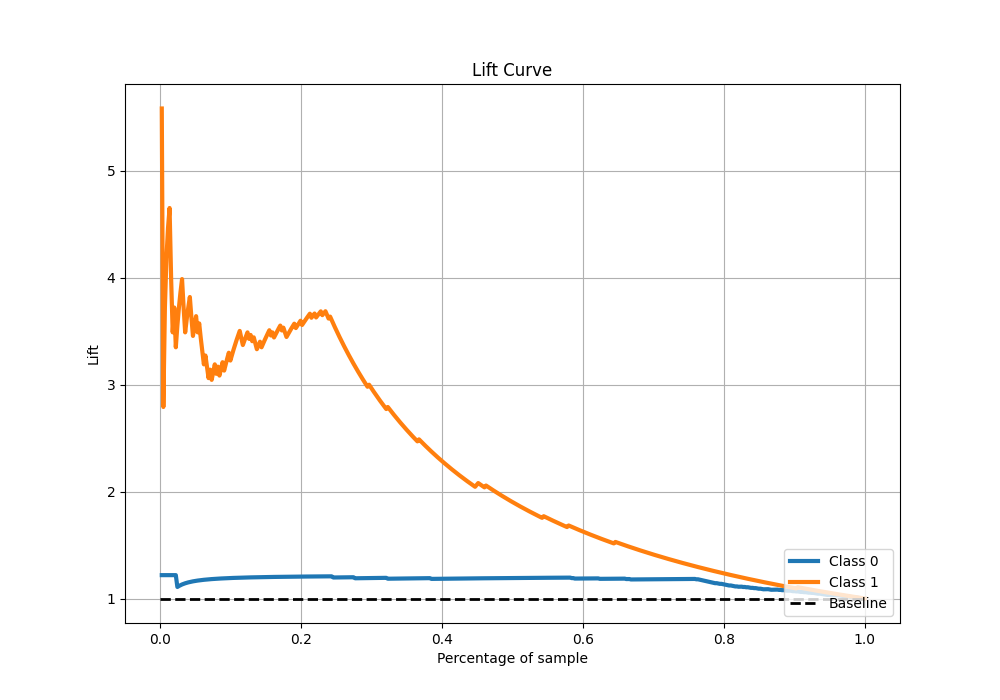 Lift Curve
Lift
5
4
3
2
1
0.0 0.2 0.4 0.6 0.8 1.0
Percentage of sample
Class 0
Class 1
Baseline